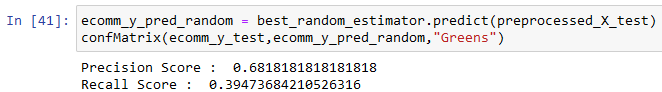 In [41]: ecomm_y_pred_random = best_random_estimator.predict(preprocessed_X_test)
confMatrix(ecomm_y_test,ecomm_y_pred_random,"Greens")
Precision Score :  0.6818181818181818
Recall Score :  0.39473684210526316